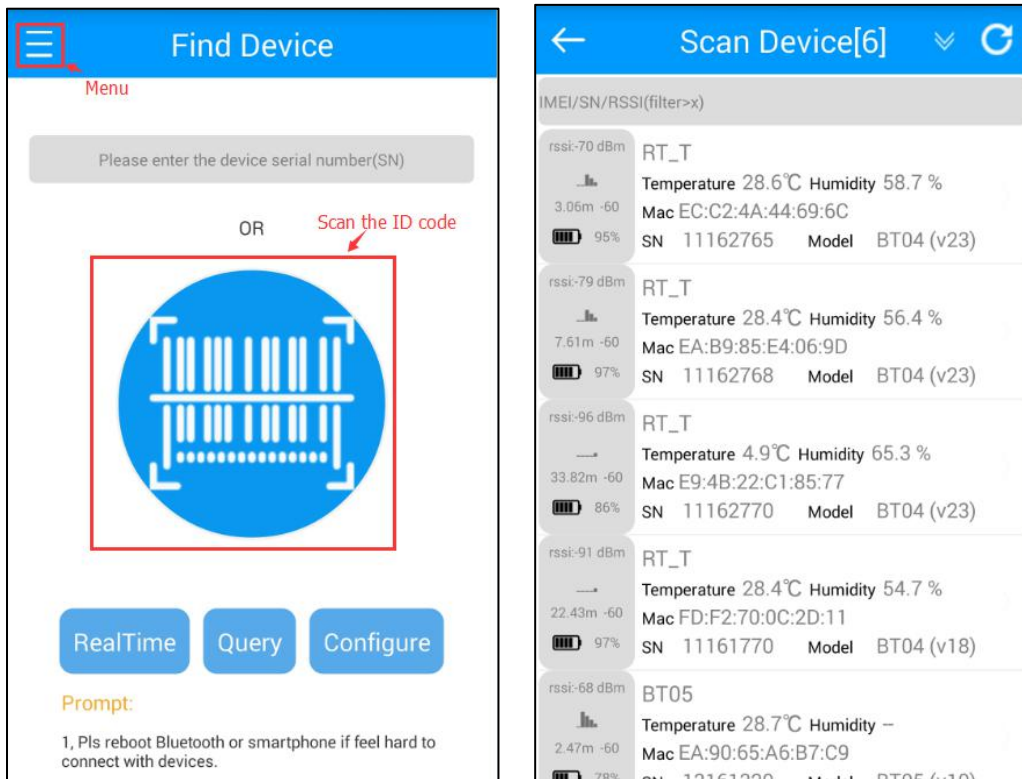 Find Device
Menu
Please enter the device serial number(SN)
OR
Scan the ID code
RealTime
Query
Configure
Prompt:
1, Pls reboot Bluetooth or smartphone if feel hard to
connect with devices.
Scan Device[6]
IMEI/SN/RSSI(filter>x)
rssi:-70 dBm
RT_T
Temperature 28.6℃ Humidity 58.7 %
3.06m -60
Mac EC:C2:4A:44:69:6C
95%
SN 11162765 Model BT04 (v23)
rssi:-79 dBm
RT_T
Temperature 28.4℃ Humidity 56.4 %
7.61m -60
Mac EA:B9:85:E4:06:9D
97%
SN 11162768 Model BT04 (v23)
rssi:-96 dBm
RT_T
Temperature 4.9℃ Humidity 65.3 %
33.82m -60
Mac E9:4B:22:C1:85:77
86%
SN 11162770 Model BT04 (v23)
rssi:-91 dBm
RT_T
Temperature 28.4℃ Humidity 54.7 %
22.43m -60
Mac FD:F2:70:0C:2D:11
97%
SN 11161770 Model BT04 (v18)
rssi:-68 dBm
BT05
Temperature 28.7℃ Humidity --
2.47m -60
Mac EA:90:65:A6:B7:C9
78%
SN Model BT05